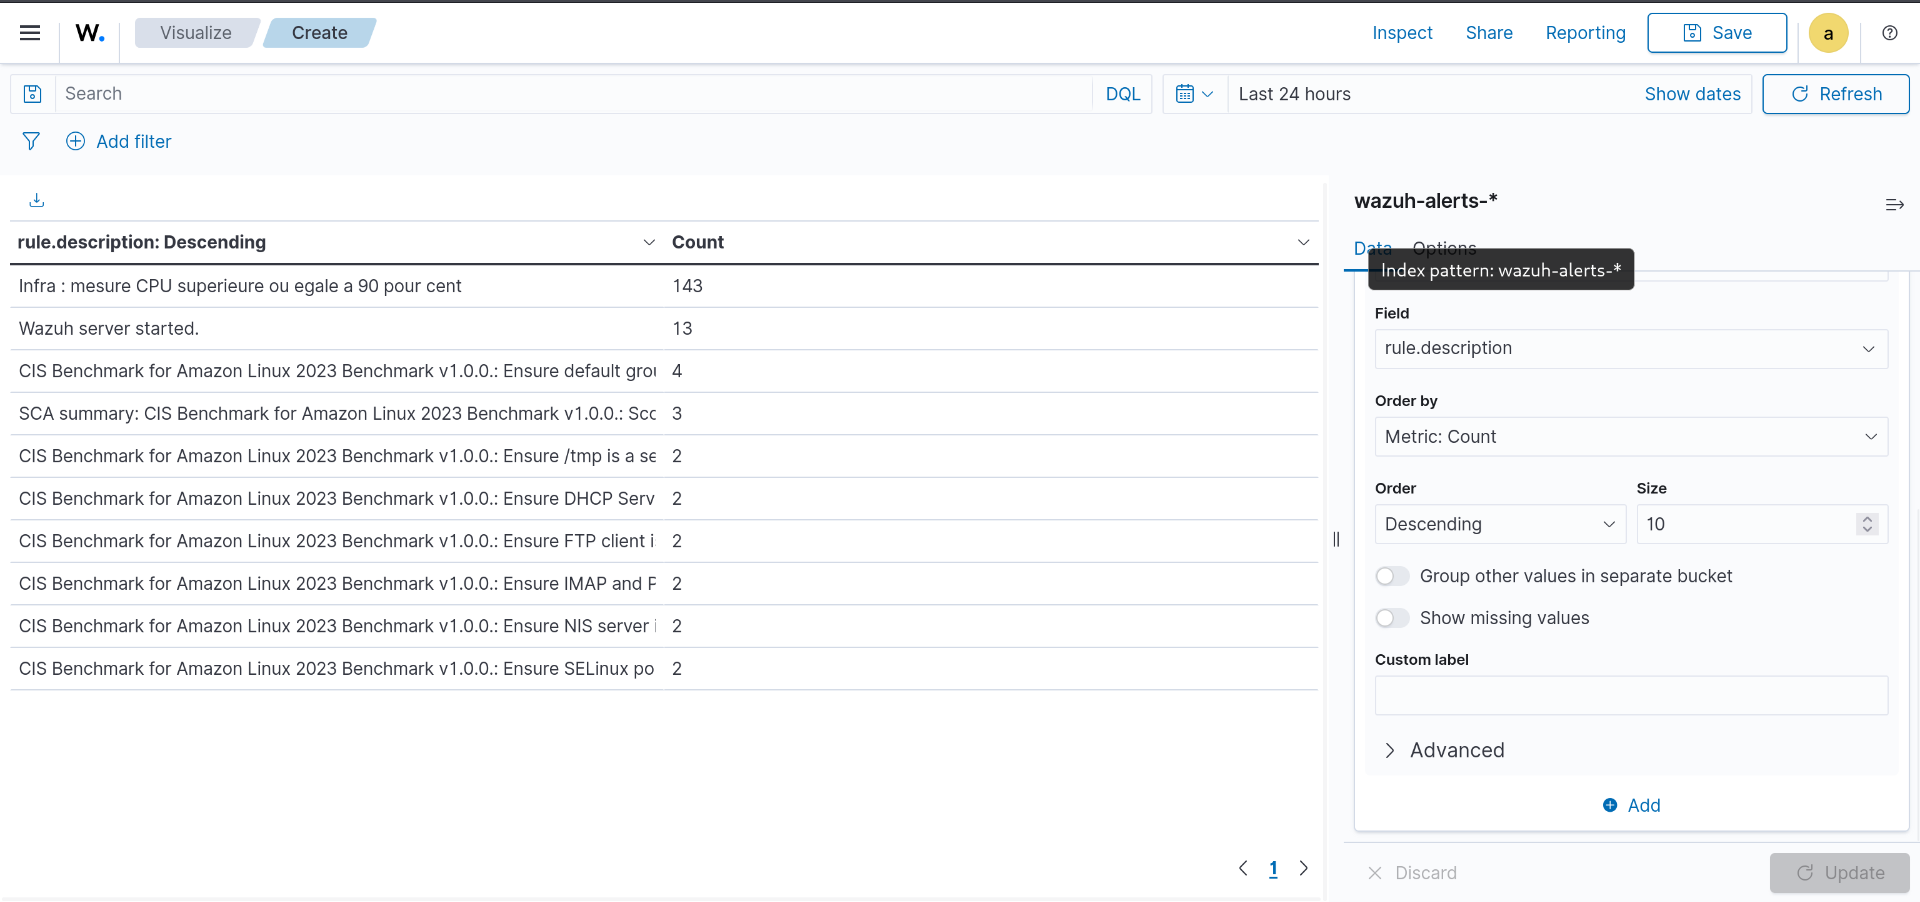 W. Visualize Create Inspect Share Reporting Save a
Search DQL Last 24 hours Show dates Refresh
Add filter
wazuh-alerts-*
rule.description: Descending Count
Data Options
Index pattern: wazuh-alerts-*
Infra : mesure CPU superieure ou egale a 90 pour cent 143
Wazuh server started. 13
CIS Benchmark for Amazon Linux 2023 Benchmark v1.0.0.: Ensure default grou 4
SCA summary: CIS Benchmark for Amazon Linux 2023 Benchmark v1.0.0.: Sco 3
CIS Benchmark for Amazon Linux 2023 Benchmark v1.0.0.: Ensure /tmp is a se 2
CIS Benchmark for Amazon Linux 2023 Benchmark v1.0.0.: Ensure DHCP Serv 2
CIS Benchmark for Amazon Linux 2023 Benchmark v1.0.0.: Ensure FTP client i 2
CIS Benchmark for Amazon Linux 2023 Benchmark v1.0.0.: Ensure IMAP and P 2
CIS Benchmark for Amazon Linux 2023 Benchmark v1.0.0.: Ensure NIS server i 2
CIS Benchmark for Amazon Linux 2023 Benchmark v1.0.0.: Ensure SELinux po 2
1
Field
rule.description
Order by
Metric: Count
Order Size
Descending 10
Group other values in separate bucket
Show missing values
Custom label
Advanced
Add
Discard Update